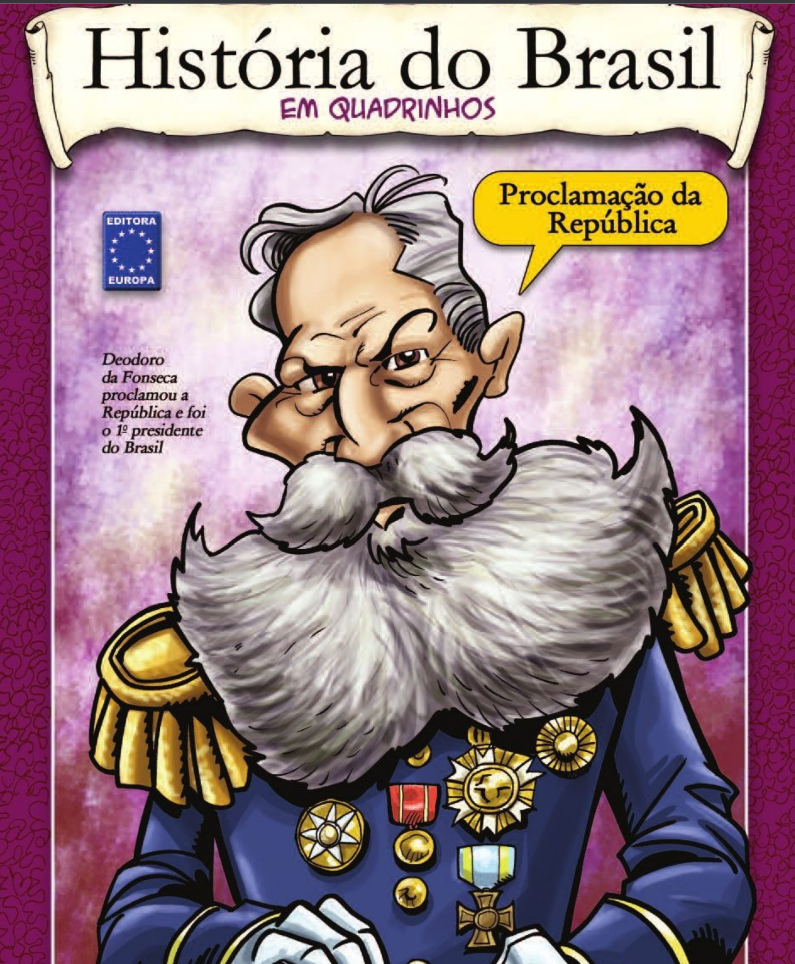 História do Brasil
EM QUADRINHOS
Proclamação da
República
EDITORA
EUROPA
Deodoro
da Fonseca
proclamou a
República e foi
o 1º presidente
do Brasil